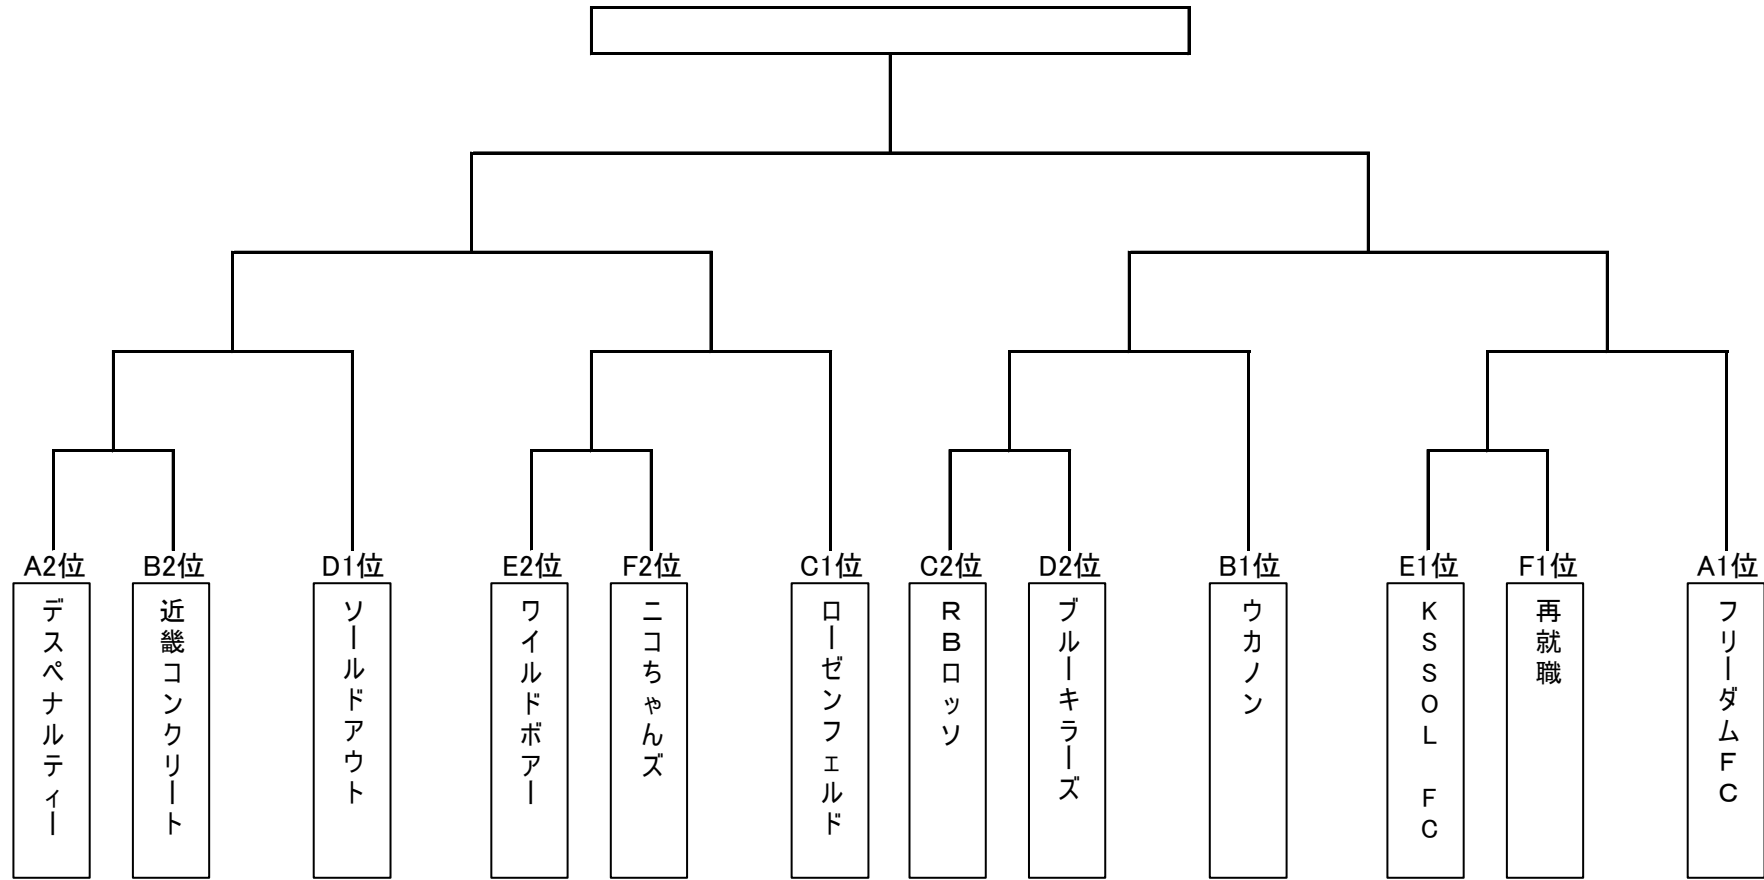 A2位
B2位
D1位
E2位
F2位
C1位
C2位
D2位
B1位
E1位
F1位
A1位
デスペナルティー
近畿コンクリート
ソールドアウト
ワイルドボアー
ニコちゃんズ
ローゼンフェルド
RBロッソ
ブルーキラーズ
ウカノン
KSSOL FC
再就職
フリーダムFC